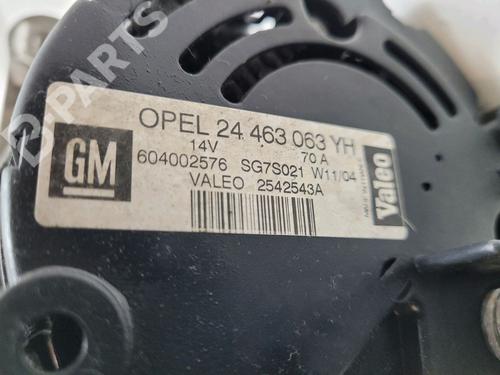 B-PARTS
OPEL 24 463 063 YH
14V 70 A
GM
604002576 SG7S021 W11/04
VALEO 2542543A
Valeo